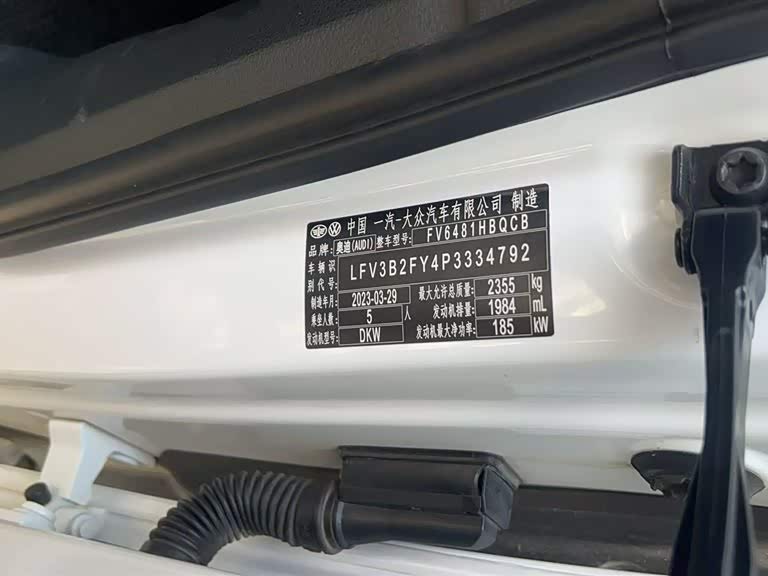 中国 一汽-大众汽车有限公司 制造
品牌: 奥迪(AUDI) 整车型号: FV6481HBQCB
车辆识别代号: LFV3B2FY4P3334792
制造年月: 2023-03-29 最大允许总质量: 2355 kg
乘坐人数: 5 人 发动机排量: 1984 mL
发动机型号: DKW 发动机最大净功率: 185 kW